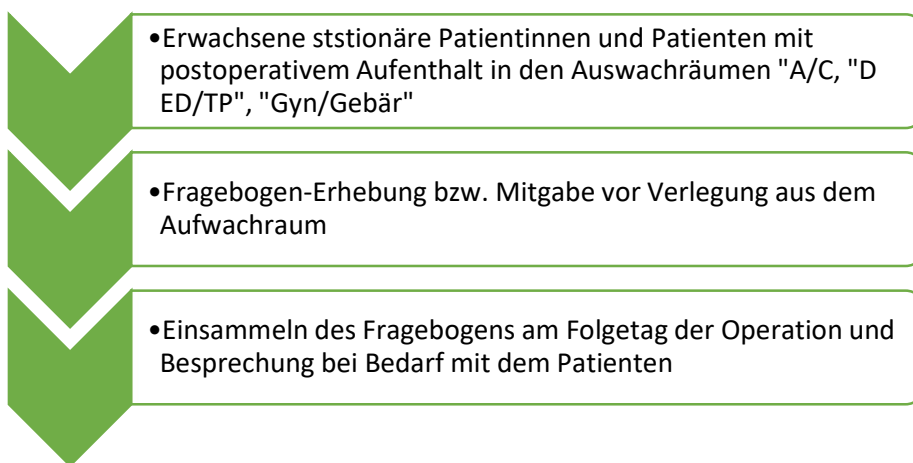 •Erwachsene ststionäre Patientinnen und Patienten mit
postoperativem Aufenthalt in den Auswachräumen "A/C, "D
ED/TP", "Gyn/Gebär"
•Fragebogen-Erhebung bzw. Mitgabe vor Verlegung aus dem
Aufwachraum
•Einsammeln des Fragebogens am Folgetag der Operation und
Besprechung bei Bedarf mit dem Patienten